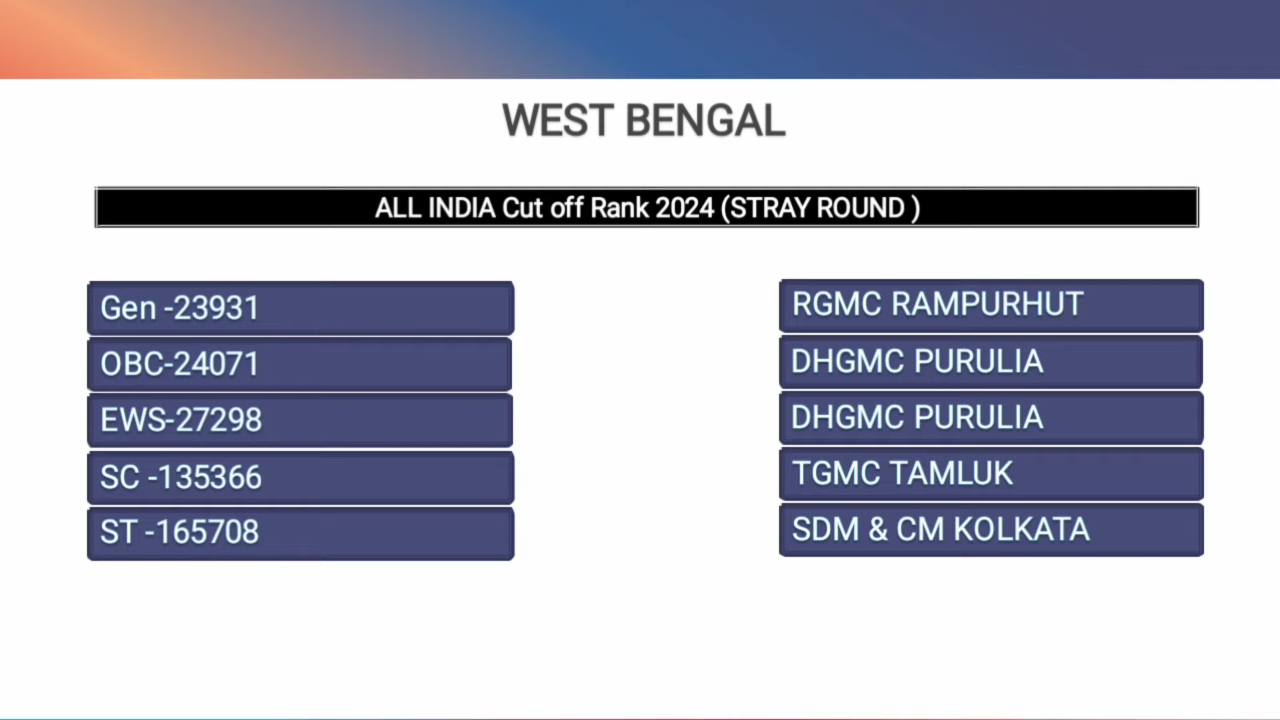 WEST BENGAL
ALL INDIA Cut off Rank 2024 (STRAY ROUND )
Gen -23931
RGMC RAMPURHUT
OBC-24071
DHGMC PURULIA
EWS-27298
DHGMC PURULIA
SC -135366
TGMC TAMLUK
ST -165708
SDM & CM KOLKATA